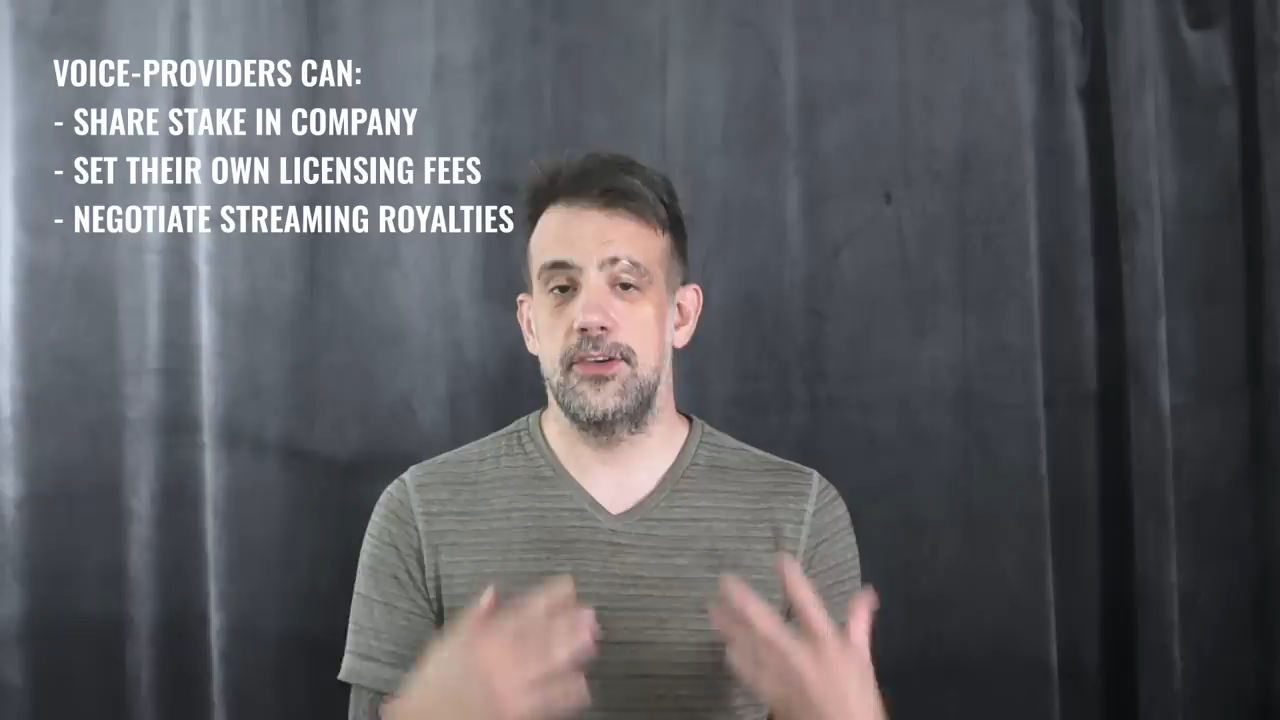 VOICE-PROVIDERS CAN:
- SHARE STAKE IN COMPANY
- SET THEIR OWN LICENSING FEES
- NEGOTIATE STREAMING ROYALTIES